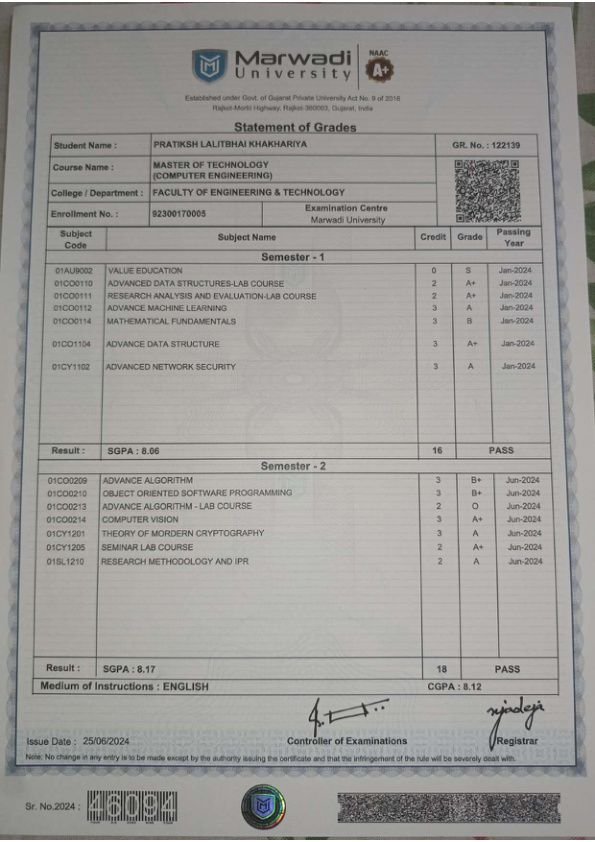 Marwadi
University
NAAC
A+
Established under Govt. of Gujarat Private University Act No. 9 of 2016
Rajkot-Morbi Highway, Rajkot-360003, Gujarat, India
Statement of Grades
Student Name : PRATIKSH LALITBHAI KHAKHARIYA GR. No. : 122139
Course Name : MASTER OF TECHNOLOGY
(COMPUTER ENGINEERING)
College / Department : FACULTY OF ENGINEERING & TECHNOLOGY
Enrollment No. : 92300170005 Examination Centre
Marwadi University
Subject Code Subject Name Credit Grade Passing Year
Semester - 1
01AU9002 VALUE EDUCATION 0 S Jan-2024
01CO0110 ADVANCED DATA STRUCTURES-LAB COURSE 2 A+ Jan-2024
01CO0111 RESEARCH ANALYSIS AND EVALUATION-LAB COURSE 2 A+ Jan-2024
01CO0112 ADVANCE MACHINE LEARNING 3 A Jan-2024
01CO0114 MATHEMATICAL FUNDAMENTALS 3 B Jan-2024
01CO1104 ADVANCE DATA STRUCTURE 3 A+ Jan-2024
01CY1102 ADVANCED NETWORK SECURITY 3 A Jan-2024
Result : SGPA : 8.06 16 PASS
Semester - 2
01CO0209 ADVANCE ALGORITHM 3 B+ Jun-2024
01CO0210 OBJECT ORIENTED SOFTWARE PROGRAMMING 3 B+ Jun-2024
01CO0213 ADVANCE ALGORITHM - LAB COURSE 2 O Jun-2024
01CO0214 COMPUTER VISION 3 A+ Jun-2024
01CY1201 THEORY OF MORDERN CRYPTOGRAPHY 3 A Jun-2024
01CY1205 SEMINAR LAB COURSE 2 A+ Jun-2024
01SL1210 RESEARCH METHODOLOGY AND IPR 2 A Jun-2024
Result : SGPA : 8.17 18 PASS
Medium of Instructions : ENGLISH CGPA : 8.12
Issue Date : 25/06/2024 Controller of Examinations Registrar
Note: No change in any entry is to be made except by the authority issuing the certificate and that the infringement of the rule will be severely dealt with.
Sr. No.2024 : 46094